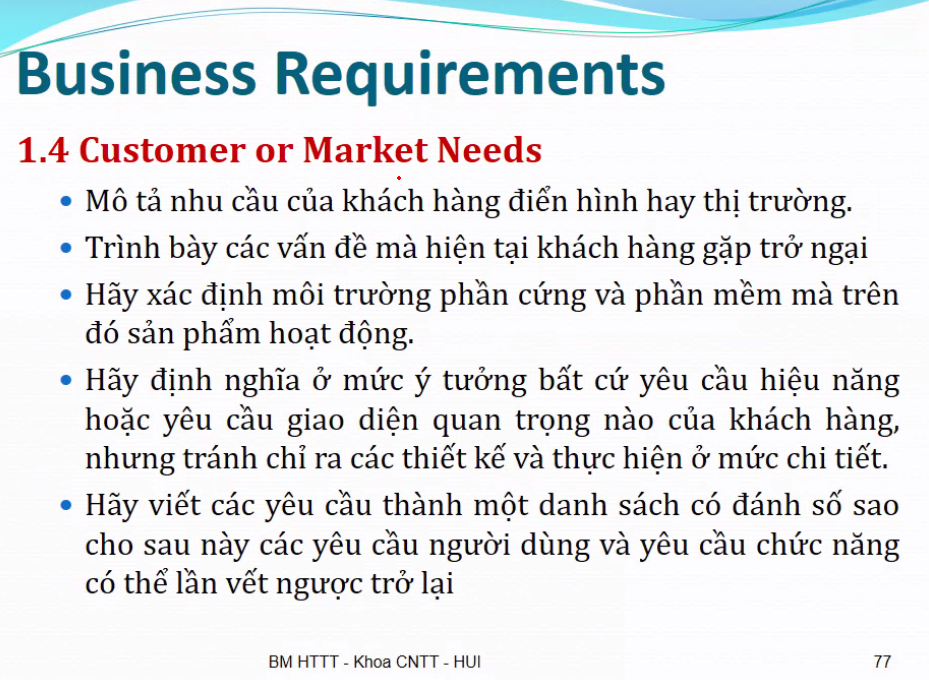 Business Requirements
1.4 Customer or Market Needs
• Mô tả nhu cầu của khách hàng điển hình hay thị trường.
• Trình bày các vấn đề mà hiện tại khách hàng gặp trở ngại
• Hãy xác định môi trường phần cứng và phần mềm mà trên
đó sản phẩm hoạt động.
• Hãy định nghĩa ở mức ý tưởng bất cứ yêu cầu hiệu năng
hoặc yêu cầu giao diện quan trọng nào của khách hàng,
nhưng tránh chỉ ra các thiết kế và thực hiện ở mức chi tiết.
• Hãy viết các yêu cầu thành một danh sách có đánh số sao
cho sau này các yêu cầu người dùng và yêu cầu chức năng
có thể lần vết ngược trở lại
BM HTTT - Khoa CNTT - HUI
77